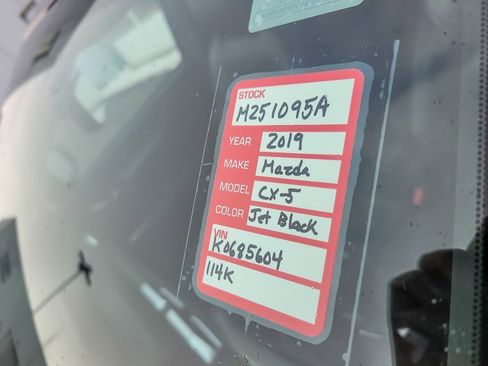 STOCK
M251095A
YEAR 2019
MAKE Mazda
MODEL CX-5
COLOR Jet Black
VIN
K0685604
114K